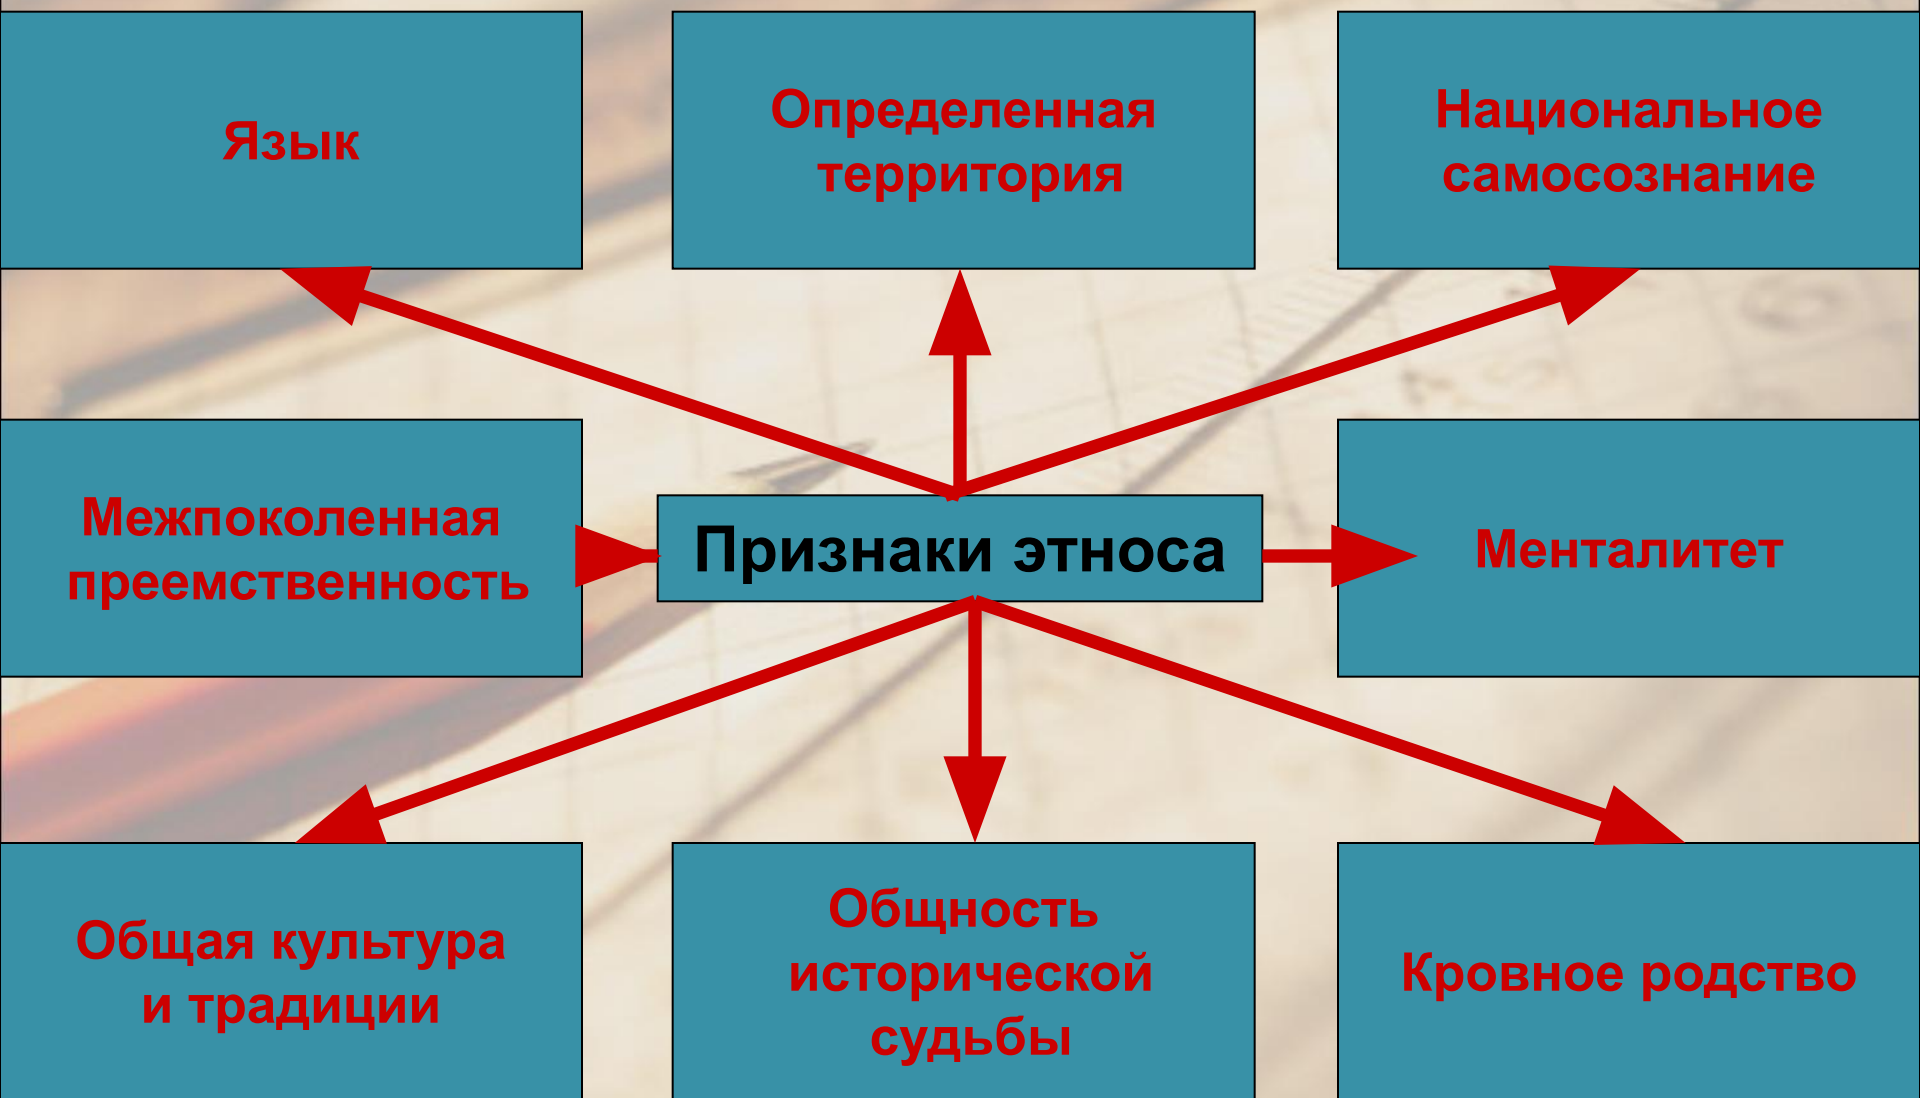 Язык
Определенная
территория
Национальное
самосознание
Межпоколенная
преемственность
Признаки этноса
Менталитет
Общая культура
и традиции
Общность
исторической
судьбы
Кровное родство